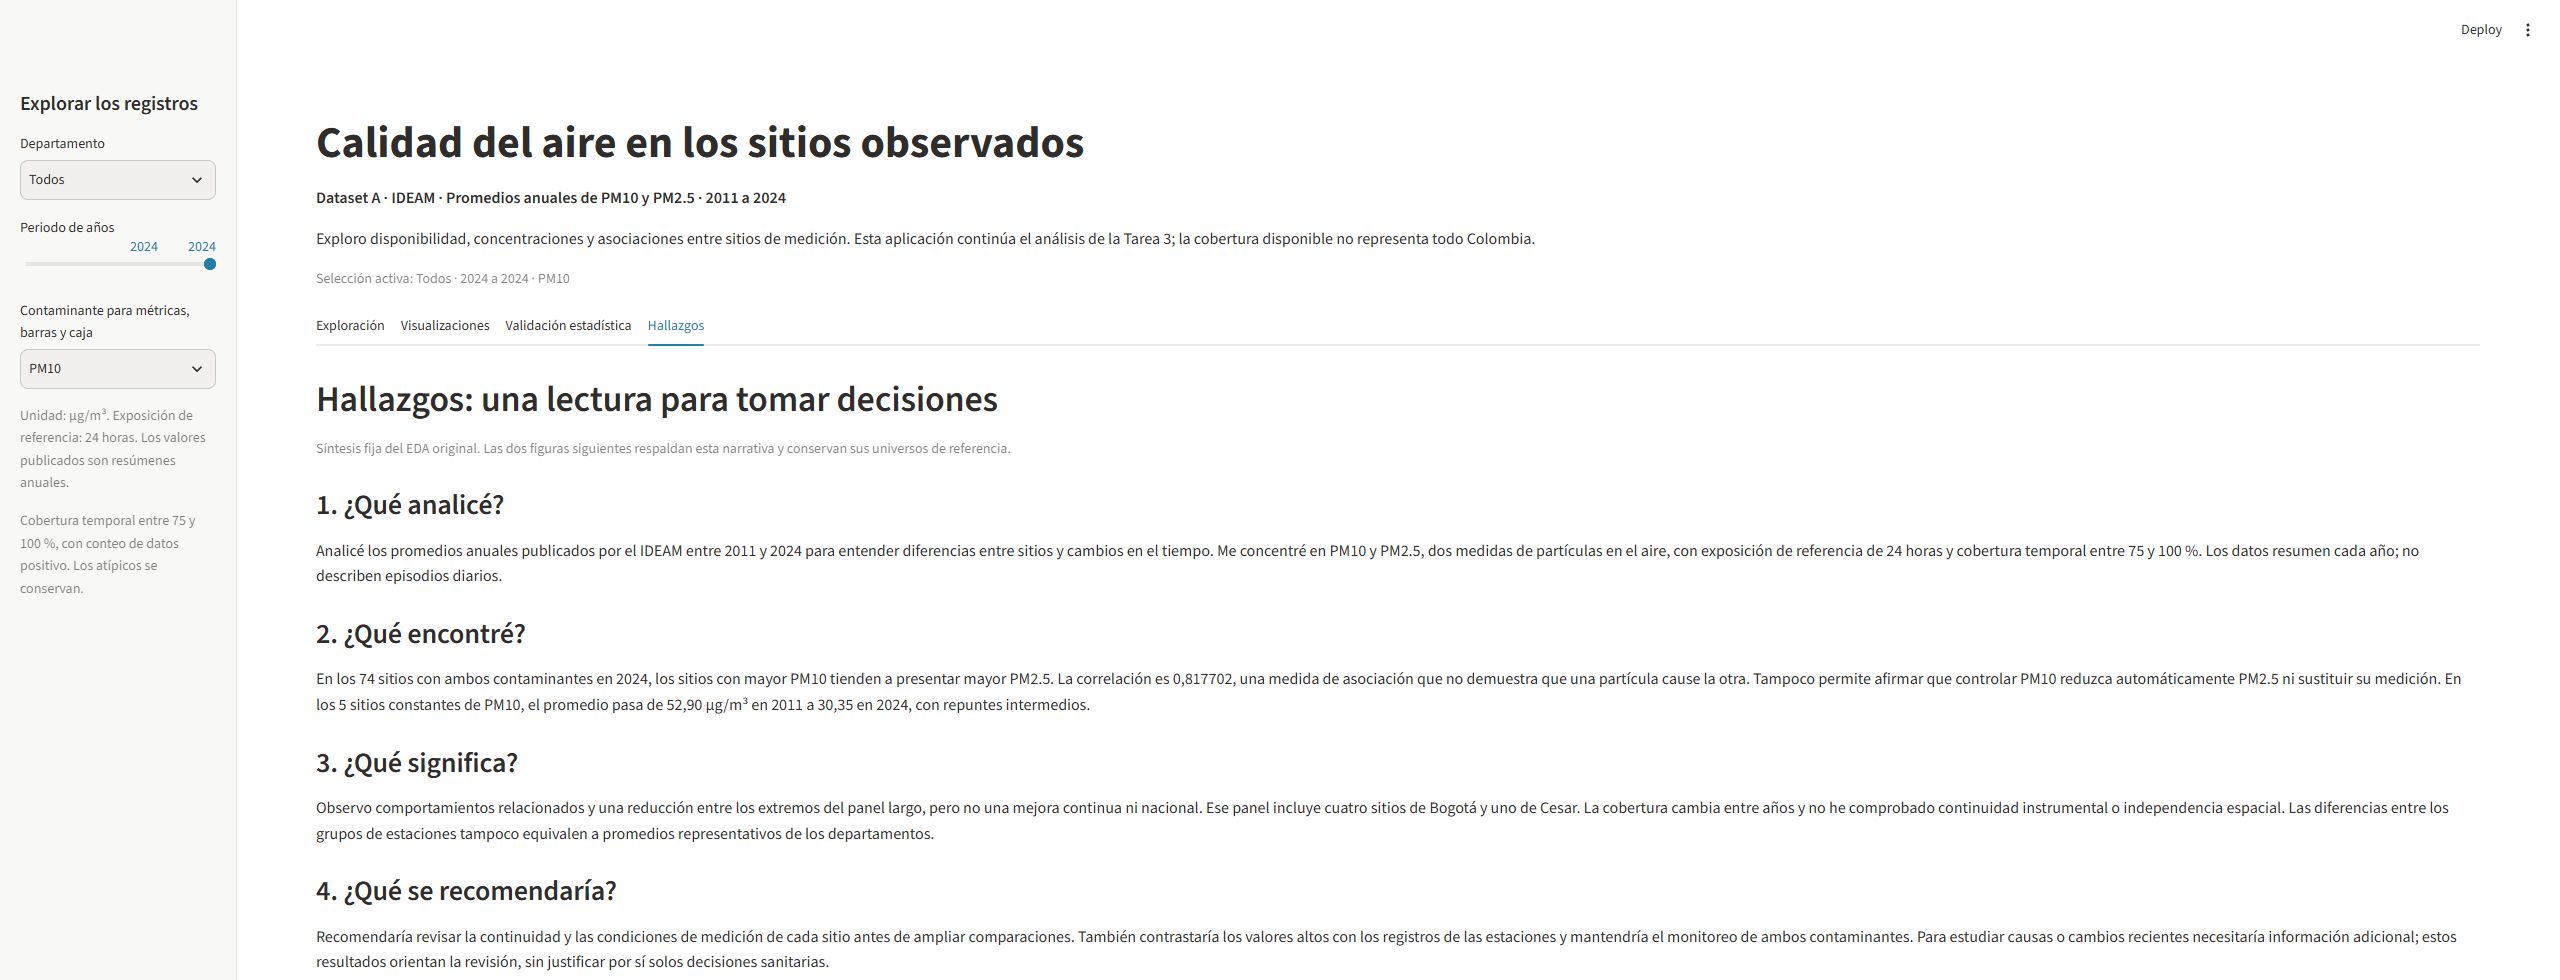 Deploy
Explorar los registros
Departamento
Todos
Periodo de años
2024 2024
Contaminante para métricas,
barras y caja
PM10
Unidad: µg/m³. Exposición de
referencia: 24 horas. Los valores
publicados son resúmenes
anuales.
Cobertura temporal entre 75 y
100 %, con conteo de datos
positivo. Los atípicos se
conservan.
Calidad del aire en los sitios observados
Dataset A · IDEAM · Promedios anuales de PM10 y PM2.5 · 2011 a 2024
Exploro disponibilidad, concentraciones y asociaciones entre sitios de medición. Esta aplicación continúa el análisis de la Tarea 3; la cobertura disponible no representa todo Colombia.
Selección activa: Todos · 2024 a 2024 · PM10
Exploración Visualizaciones Validación estadística Hallazgos
Hallazgos: una lectura para tomar decisiones
Síntesis fija del EDA original. Las dos figuras siguientes respaldan esta narrativa y conservan sus universos de referencia.
1. ¿Qué analicé?
Analicé los promedios anuales publicados por el IDEAM entre 2011 y 2024 para entender diferencias entre sitios y cambios en el tiempo. Me concentré en PM10 y PM2.5, dos medidas de partículas en el aire, con exposición de referencia de 24 horas y cobertura temporal entre 75 y 100 %. Los datos resumen cada año; no
describen episodios diarios.
2. ¿Qué encontré?
En los 74 sitios con ambos contaminantes en 2024, los sitios con mayor PM10 tienden a presentar mayor PM2.5. La correlación es 0,817702, una medida de asociación que no demuestra que una partícula cause la otra. Tampoco permite afirmar que controlar PM10 reduzca automáticamente PM2.5 ni sustituir su medición. En
los 5 sitios constantes de PM10, el promedio pasa de 52,90 µg/m³ en 2011 a 30,35 en 2024, con repuntes intermedios.
3. ¿Qué significa?
Observo comportamientos relacionados y una reducción entre los extremos del panel largo, pero no una mejora continua ni nacional. Ese panel incluye cuatro sitios de Bogotá y uno de Cesar. La cobertura cambia entre años y no he comprobado continuidad instrumental o independencia espacial. Las diferencias entre los
grupos de estaciones tampoco equivalen a promedios representativos de los departamentos.
4. ¿Qué se recomendaría?
Recomendaría revisar la continuidad y las condiciones de medición de cada sitio antes de ampliar comparaciones. También contrastaría los valores altos con los registros de las estaciones y mantendría el monitoreo de ambos contaminantes. Para estudiar causas o cambios recientes necesitaría información adicional; estos
resultados orientan la revisión, sin justificar por sí solos decisiones sanitarias.